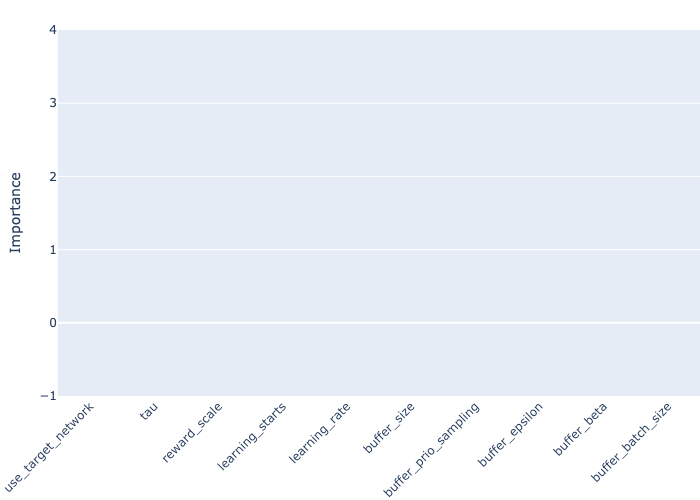 4
3
2
1
0
−1
Importance
use_target_network
tau
reward_scale
learning_starts
learning_rate
buffer_size
buffer_prio_sampling
buffer_epsilon
buffer_beta
buffer_batch_size